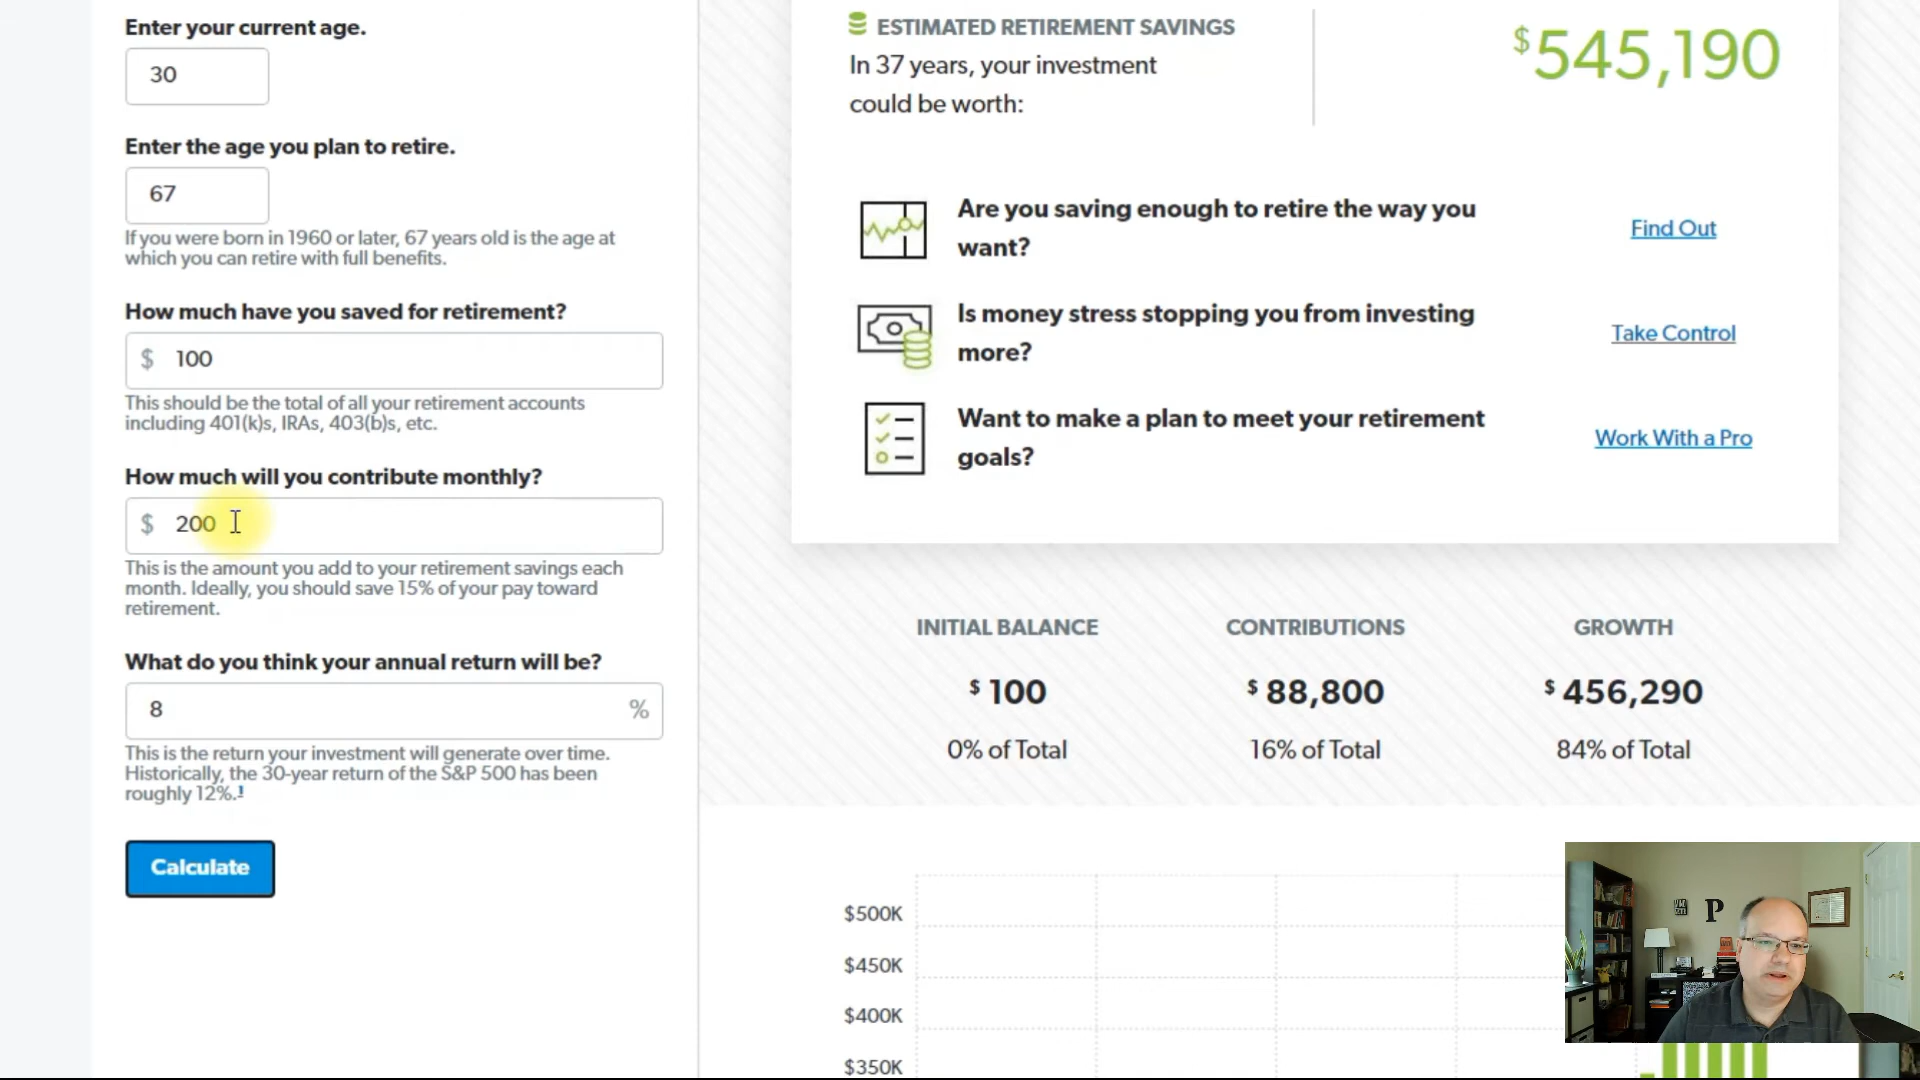 Enter your current age.
30
Enter the age you plan to retire.
67
If you were born in 1960 or later, 67 years old is the age at
which you can retire with full benefits.
How much have you saved for retirement?
$ 100
This should be the total of all your retirement accounts
including 401(k)s, IRAs, 403(b)s, etc.
How much will you contribute monthly?
$ 200
This is the amount you add to your retirement savings each
month. Ideally, you should save 15% of your pay toward
retirement.
What do you think your annual return will be?
8 %
This is the return your investment will generate over time.
Historically, the 30-year return of the S&P 500 has been
roughly 12%.1
Calculate
ESTIMATED RETIREMENT SAVINGS
In 37 years, your investment
could be worth:
$545,190
Are you saving enough to retire the way you
want?
Find Out
Is money stress stopping you from investing
more?
Take Control
Want to make a plan to meet your retirement
goals?
Work With a Pro
INITIAL BALANCE CONTRIBUTIONS GROWTH
$ 100 $ 88,800 $ 456,290
0% of Total 16% of Total 84% of Total
$500K
$450K
$400K
$350K
P